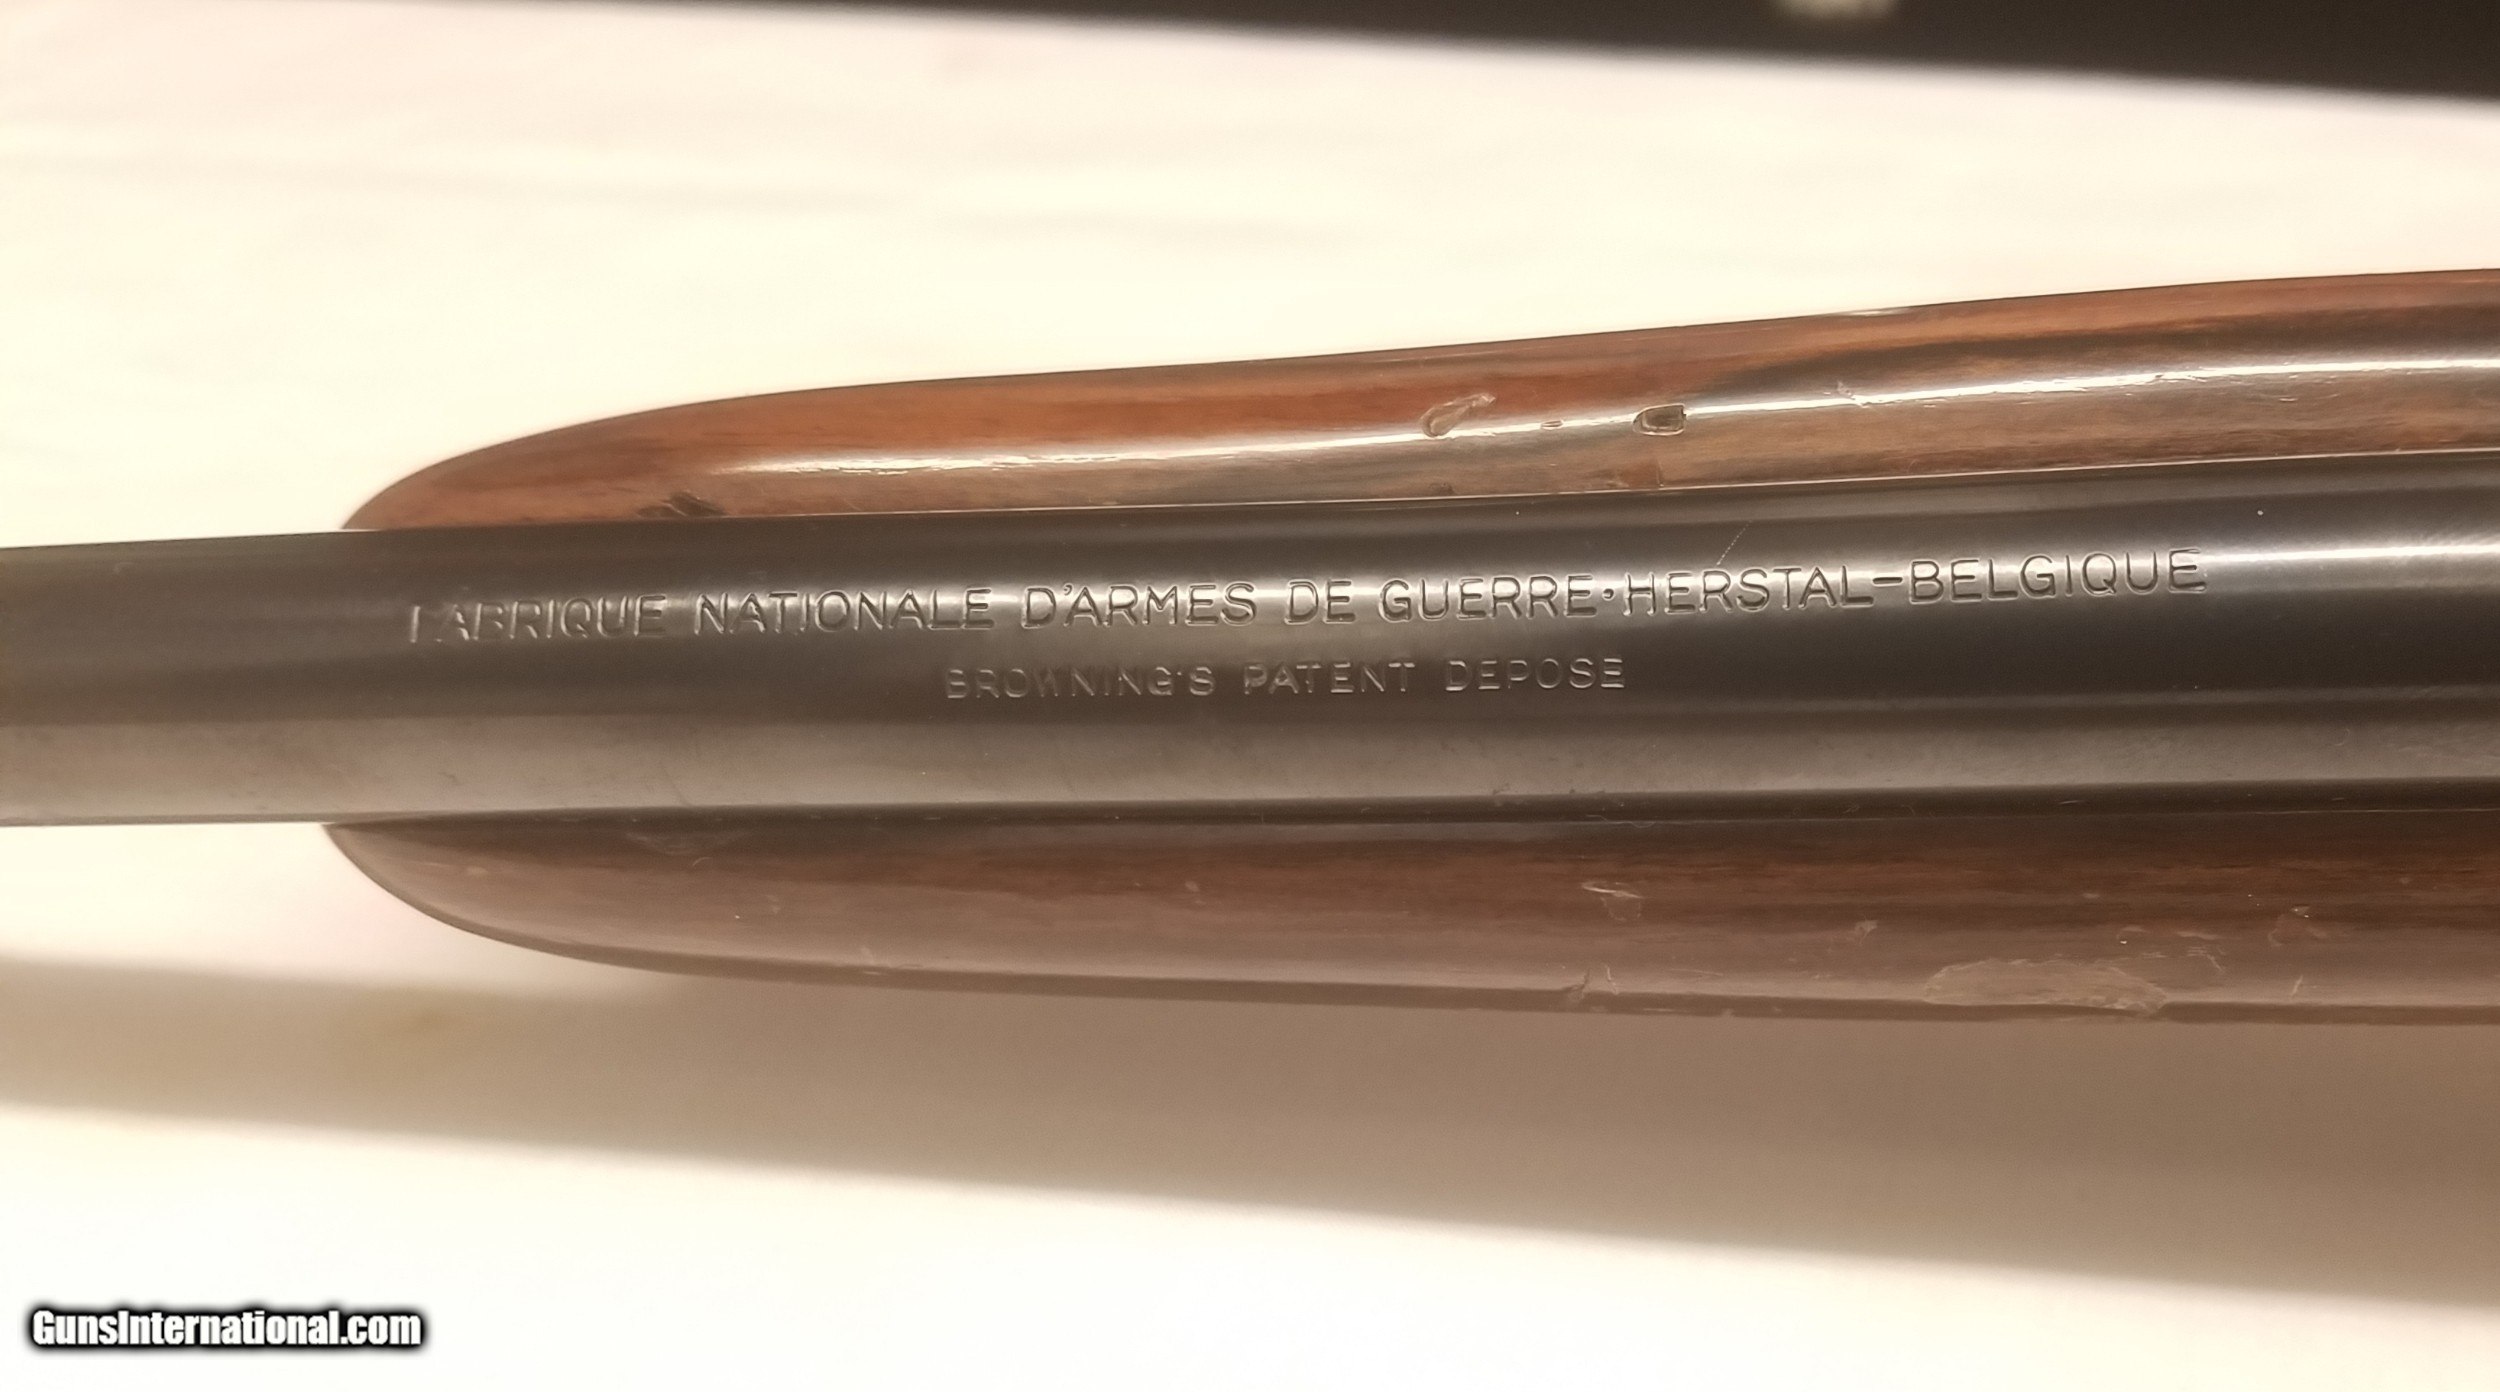 FABRIQUE NATIONALE D'ARMES DE GUERRE·HERSTAL-BELGIQUE
BROWNING'S PATENT DEPOSE
GunsInternational.com